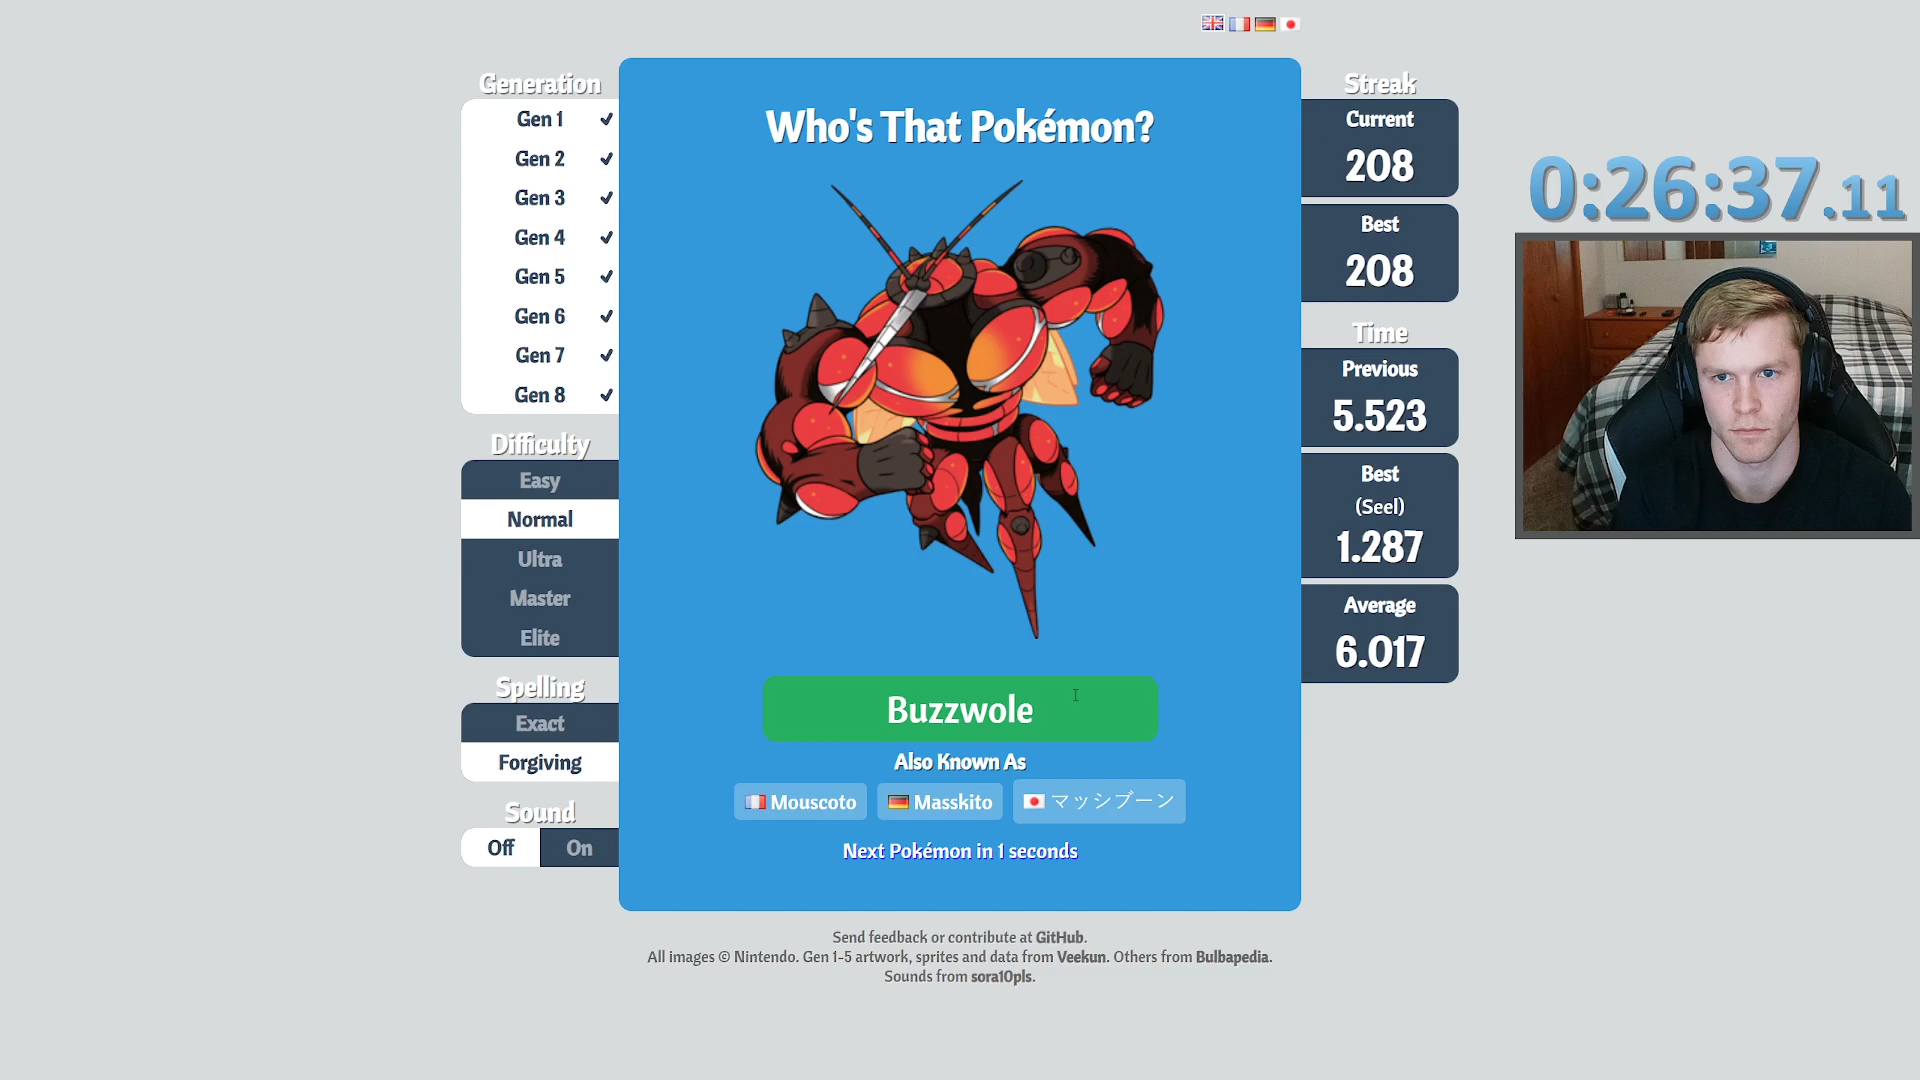 Generation
Gen 1
Gen 2
Gen 3
Gen 4
Gen 5
Gen 6
Gen 7
Gen 8
Difficulty
Easy
Normal
Ultra
Master
Elite
Spelling
Exact
Forgiving
Sound
Off
On
Who's That Pokémon?
Buzzwole
Also Known As
Mouscoto
Masskito
マッシブーン
Next Pokémon in 1 seconds
Send feedback or contribute at GitHub.
All images © Nintendo. Gen 1-5 artwork, sprites and data from Veekun. Others from Bulbapedia.
Sounds from sora10pls.
Streak
Current
208
Best
208
Time
Previous
5.523
Best
(Seel)
1.287
Average
6.017
0:26:37.11